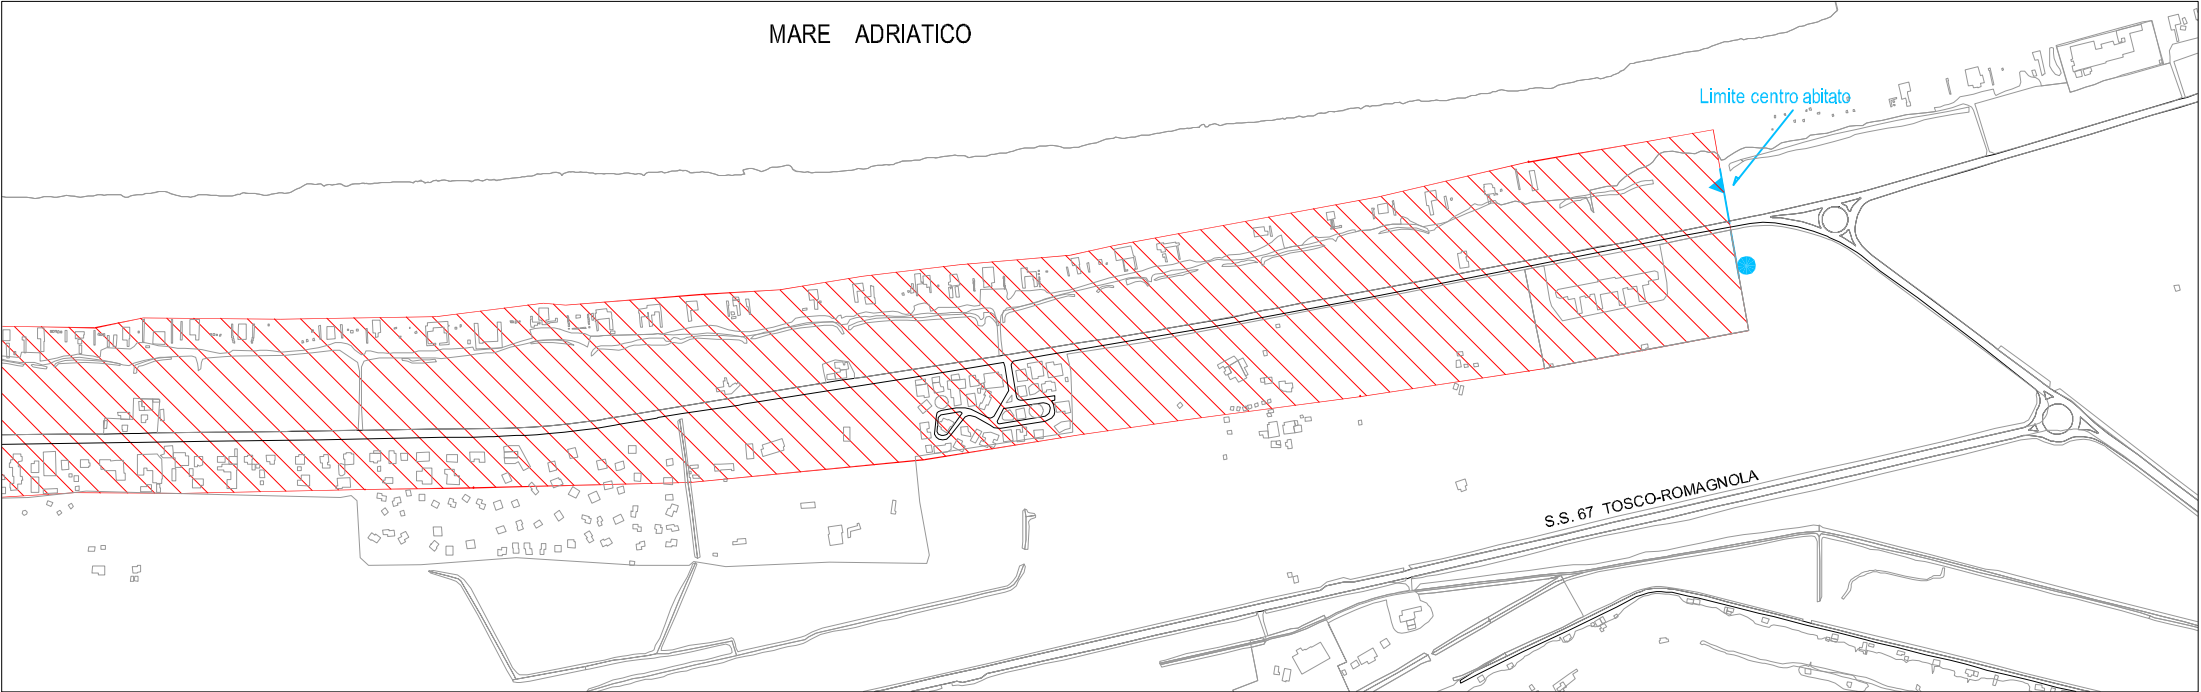 MARE ADRIATICO
Limite centro abitato
S.S. 67 TOSCO-ROMAGNOLA